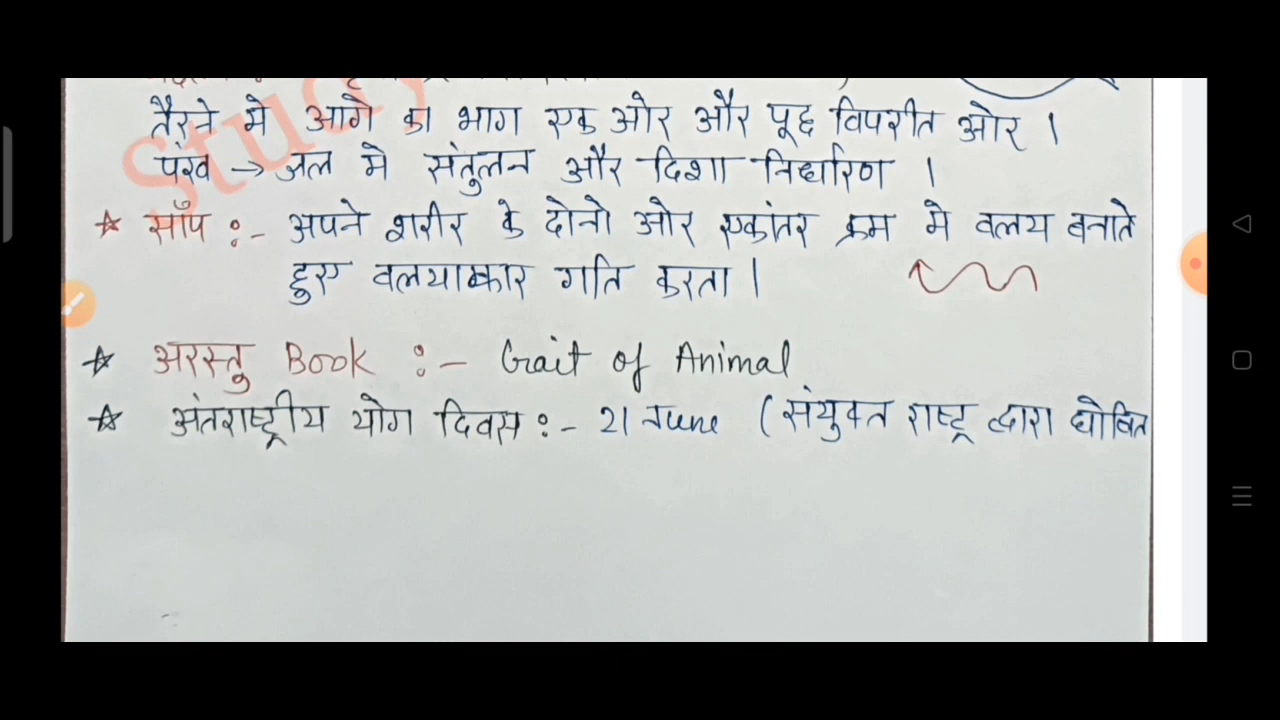 तैरने मे आगे का भाग एक ओर और पूछ विपरीत ओर ।
पंख → जल मे संतुलन और दिशा निर्धारण ।
☆ साँप :- अपने शरीर के दोनो ओर एकांतर क्रम मे वलय बनाते
हुए वलयाकार गति करता ।
☆ अरस्तु Book :- Gait of Animal
☆ अंतराष्ट्रीय योग दिवस :- 21 June ( संयुक्त राष्ट्र द्वारा घोषित